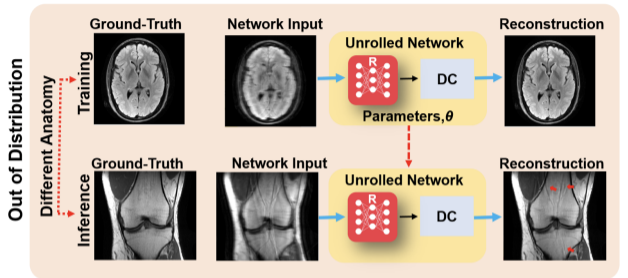 Out of Distribution
Different Anatomy
Training
Ground-Truth
Network Input
Unrolled Network
R
DC
Parameters,θ
Reconstruction
Inference
Ground-Truth
Network Input
Unrolled Network
R
DC
Reconstruction